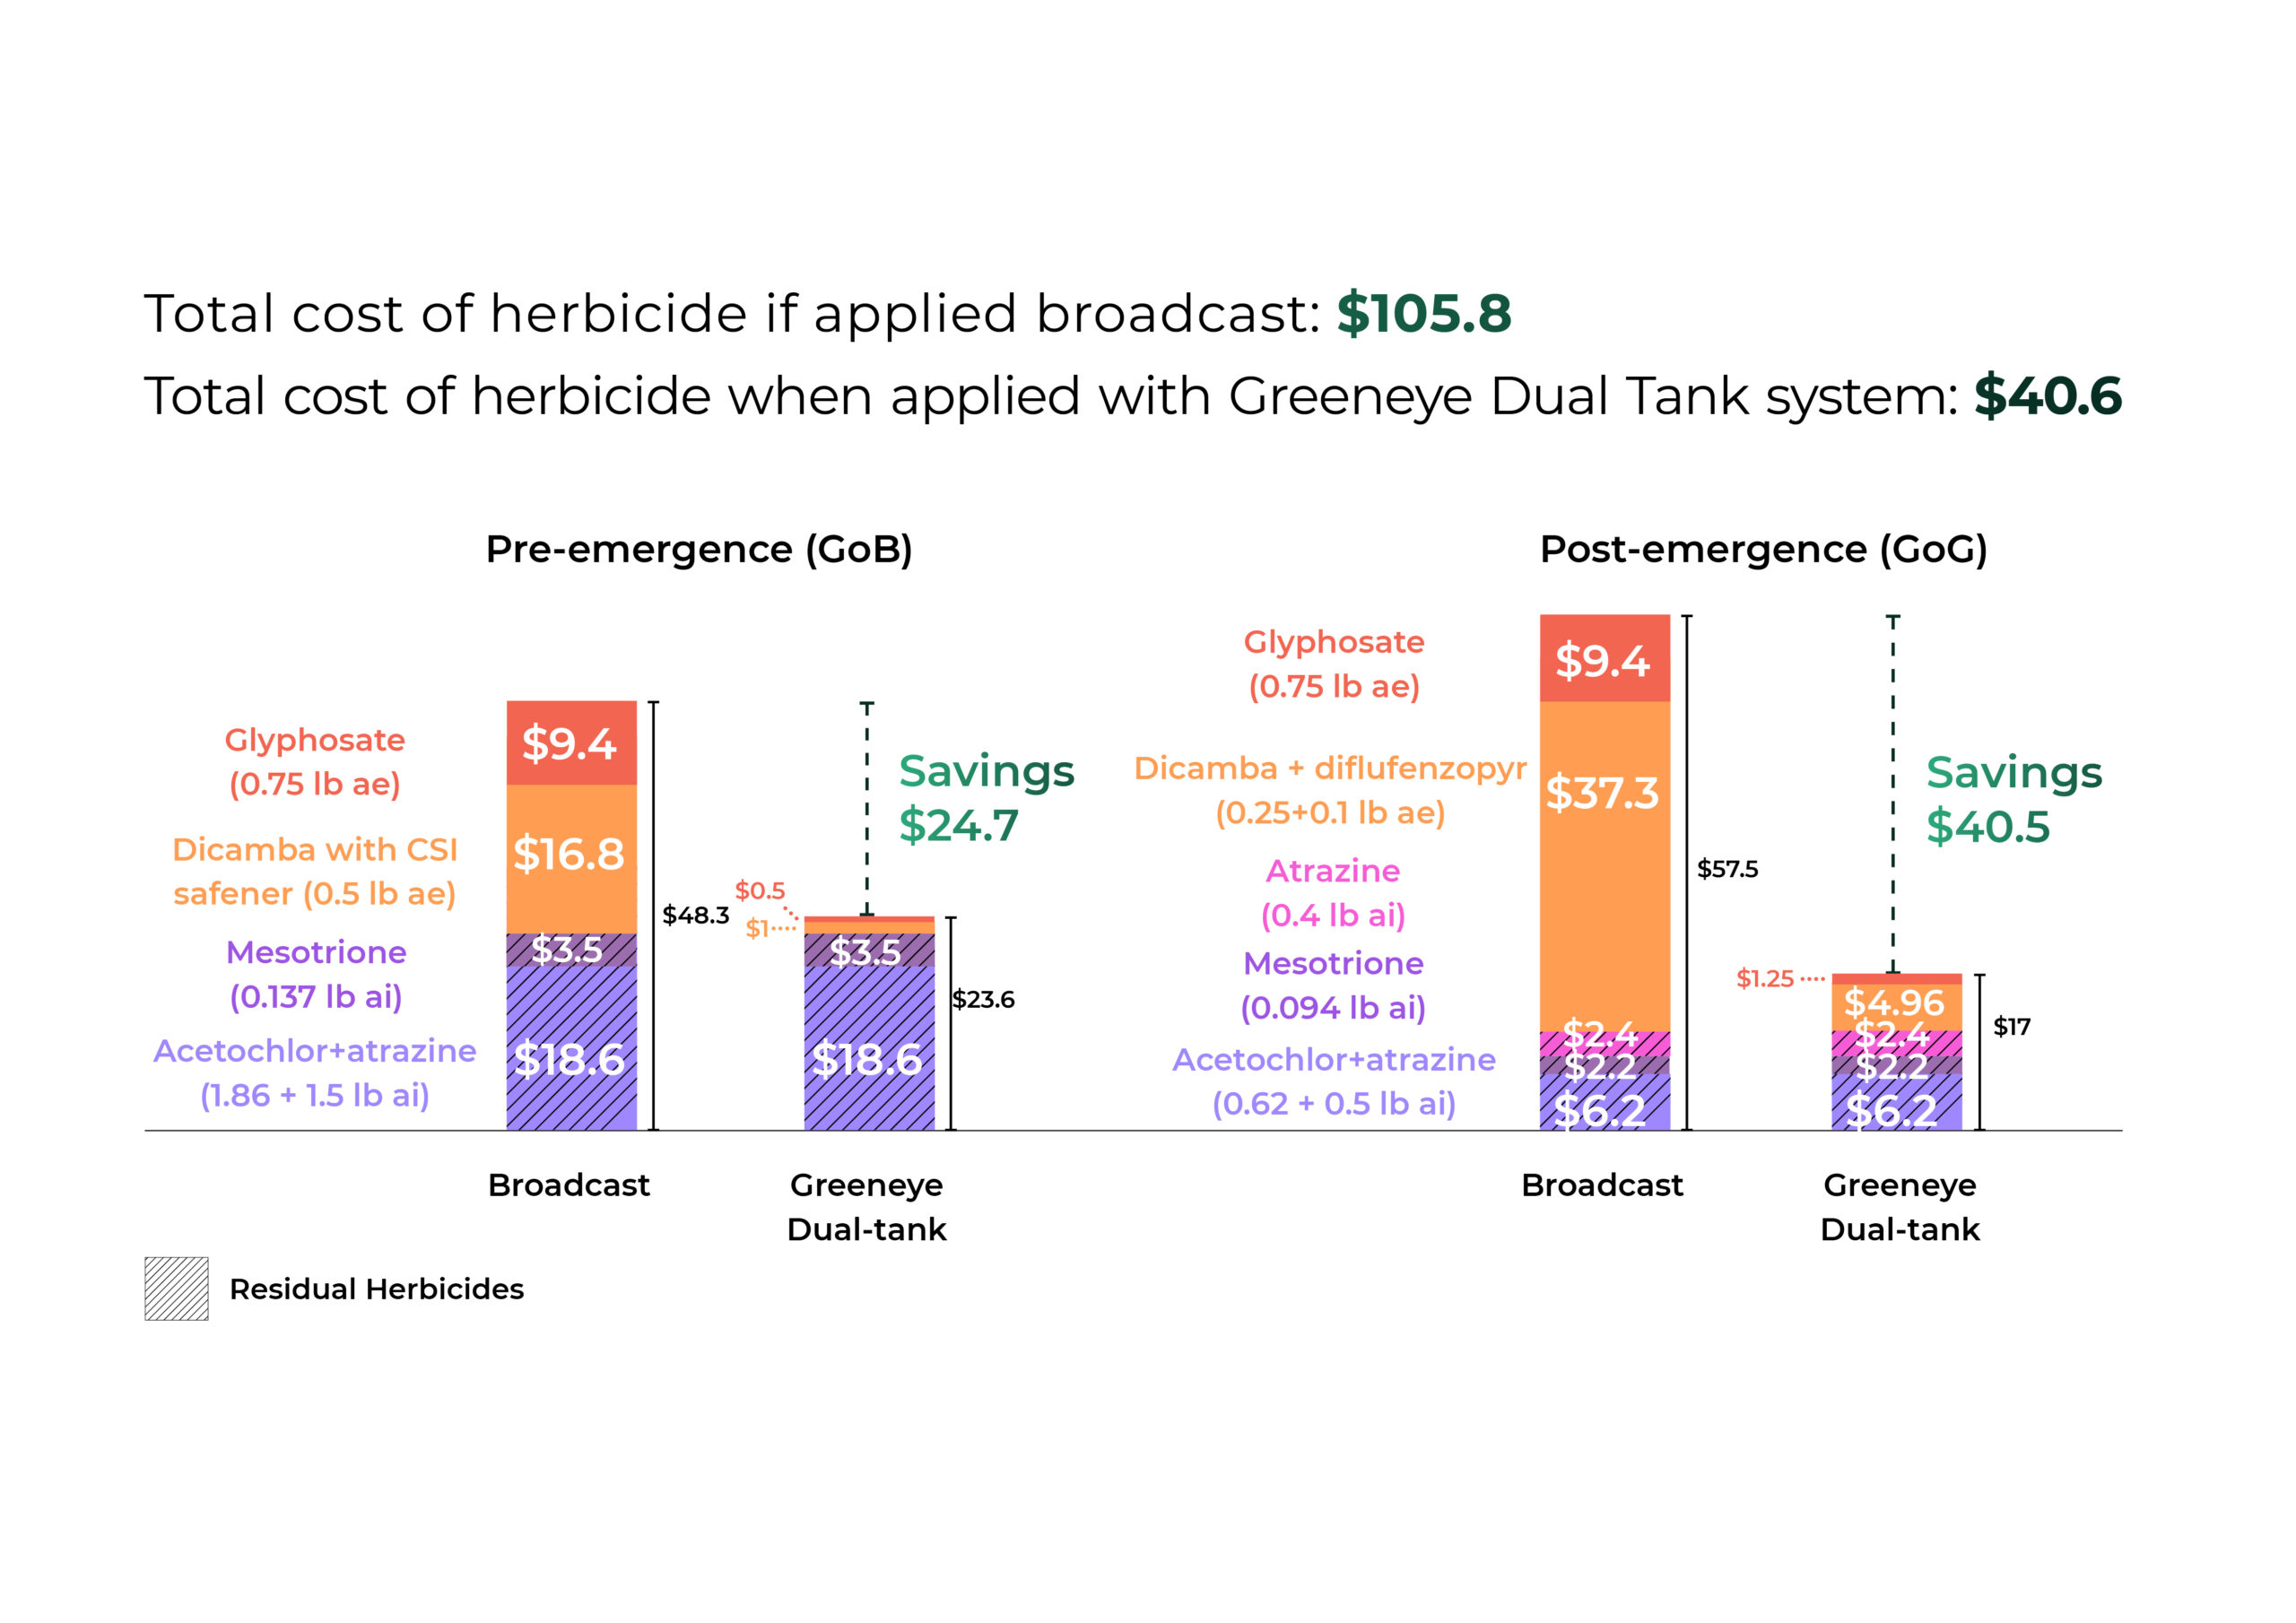 Total cost of herbicide if applied broadcast: $105.8
Total cost of herbicide when applied with Greeneye Dual Tank system: $40.6
Pre-emergence (GoB)
Glyphosate
(0.75 lb ae)
Dicamba with CSI
safener (0.5 lb ae)
Mesotrione
(0.137 lb ai)
Acetochlor+atrazine
(1.86 + 1.5 lb ai)
$9.4
$16.8
$3.5
$18.6
$48.3
$0.5
$1
$3.5
$18.6
$23.6
Savings
$24.7
Broadcast
Greeneye
Dual-tank
Post-emergence (GoG)
Glyphosate
(0.75 lb ae)
Dicamba + diflufenzopyr
(0.25+0.1 lb ae)
Atrazine
(0.4 lb ai)
Mesotrione
(0.094 lb ai)
Acetochlor+atrazine
(0.62 + 0.5 lb ai)
$9.4
$37.3
$2.4
$2.2
$6.2
$57.5
$1.25
$4.96
$2.4
$2.2
$6.2
$17
Savings
$40.5
Broadcast
Greeneye
Dual-tank
Residual Herbicides